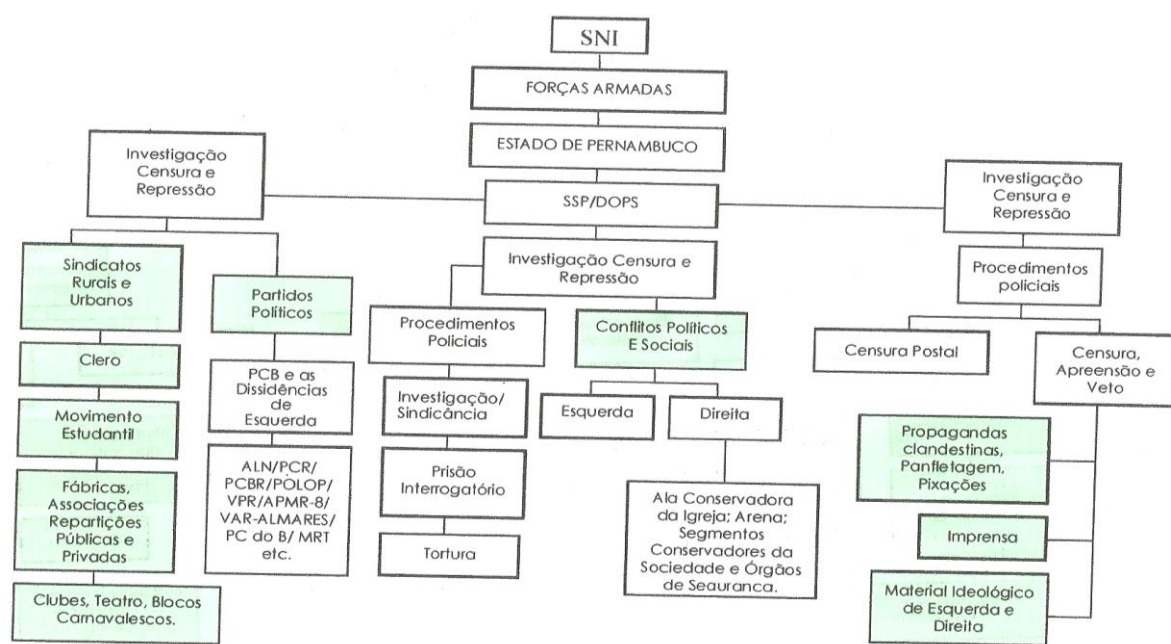 SNI
FORÇAS ARMADAS
ESTADO DE PERNAMBUCO
SSP/DOPS
Investigação
Censura e
Repressão
Sindicatos
Rurais e
Urbanos
Clero
Movimento
Estudantil
Fábricas,
Associações
Repartições
Públicas e
Privadas
Clubes, Teatro, Blocos
Carnavalescos.
Partidos
Políticos
PCB e as
Dissidências
de
Esquerda
ALN/PCR/
PCBR/POLOP/
VPR/APMR-8/
VAR-ALMARES/
PC do B/ MRT
etc.
Investigação Censura e
Repressão
Procedimentos
Policiais
Investigação/
Sindicância
Prisão
Interrogatório
Tortura
Conflitos Políticos
E Sociais
Esquerda
Direita
Ala Conservadora
da Igreja; Arena;
Segmentos
Conservadores da
Sociedade e Órgãos
de Seguranca.
Investigação
Censura e
Repressão
Procedimentos
policiais
Censura Postal
Censura,
Apreensão e
Veto
Propagandas
clandestinas,
Panfletagem,
Pixações
Imprensa
Material Ideológico
de Esquerda e
Direita